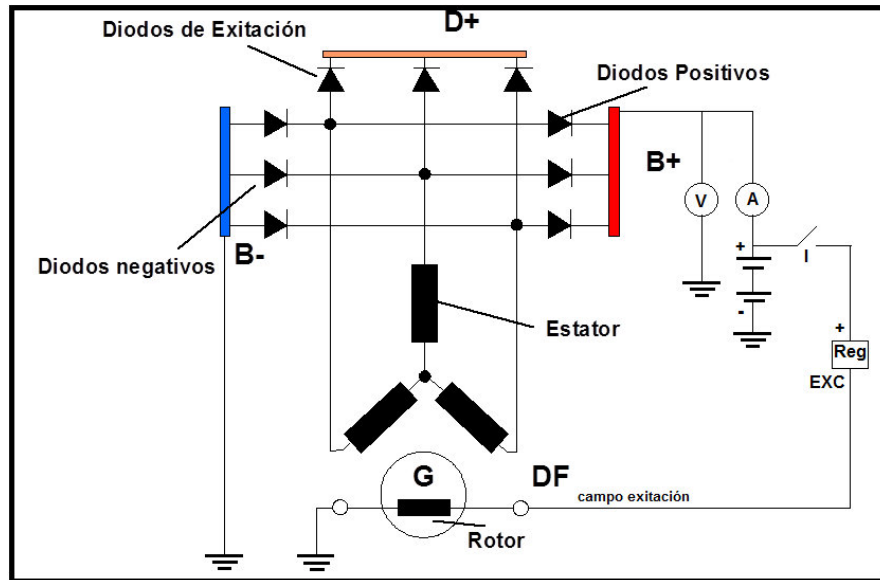 Diodos de Exitación
D+
Diodos Positivos
B+
V
A
+
I
-
B-
Diodos negativos
Estator
+
Reg
EXC
G
DF
campo exitación
Rotor